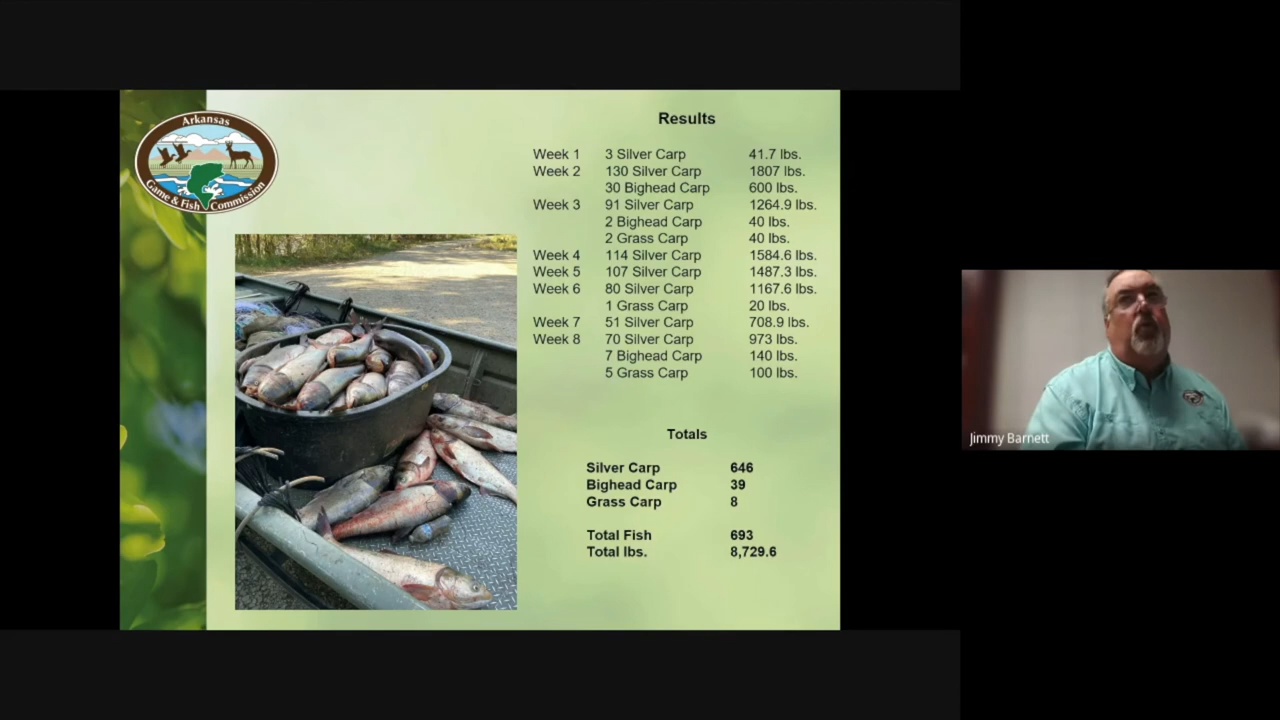 Arkansas
Game & Fish Commission
Results
Week 1 3 Silver Carp 41.7 lbs.
Week 2 130 Silver Carp 1807 lbs.
30 Bighead Carp 600 lbs.
Week 3 91 Silver Carp 1264.9 lbs.
2 Bighead Carp 40 lbs.
2 Grass Carp 40 lbs.
Week 4 114 Silver Carp 1584.6 lbs.
Week 5 107 Silver Carp 1487.3 lbs.
Week 6 80 Silver Carp 1167.6 lbs.
1 Grass Carp 20 lbs.
Week 7 51 Silver Carp 708.9 lbs.
Week 8 70 Silver Carp 973 lbs.
7 Bighead Carp 140 lbs.
5 Grass Carp 100 lbs.
Totals
Silver Carp 646
Bighead Carp 39
Grass Carp 8
Total Fish 693
Total lbs. 8,729.6
Jimmy Barnett